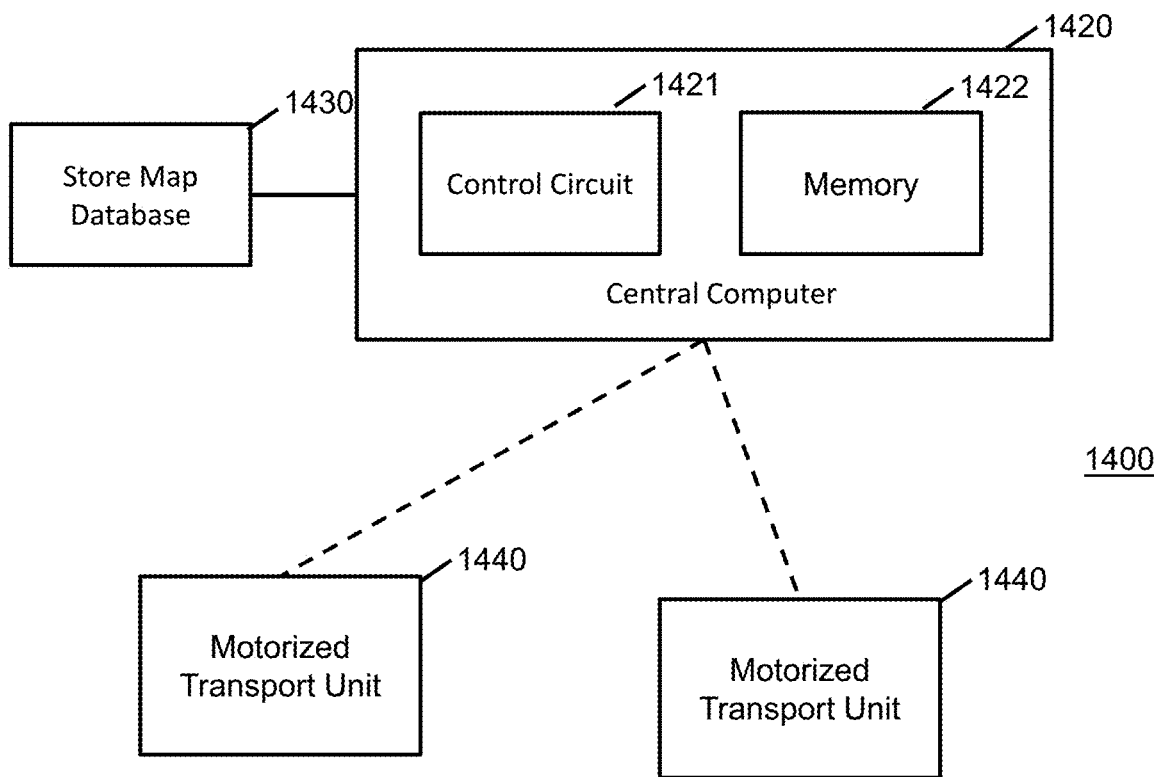 1420
1430
1421
1422
Store Map
Database
Control Circuit
Memory
Central Computer
1400
1440
1440
Motorized
Transport Unit
Motorized
Transport Unit